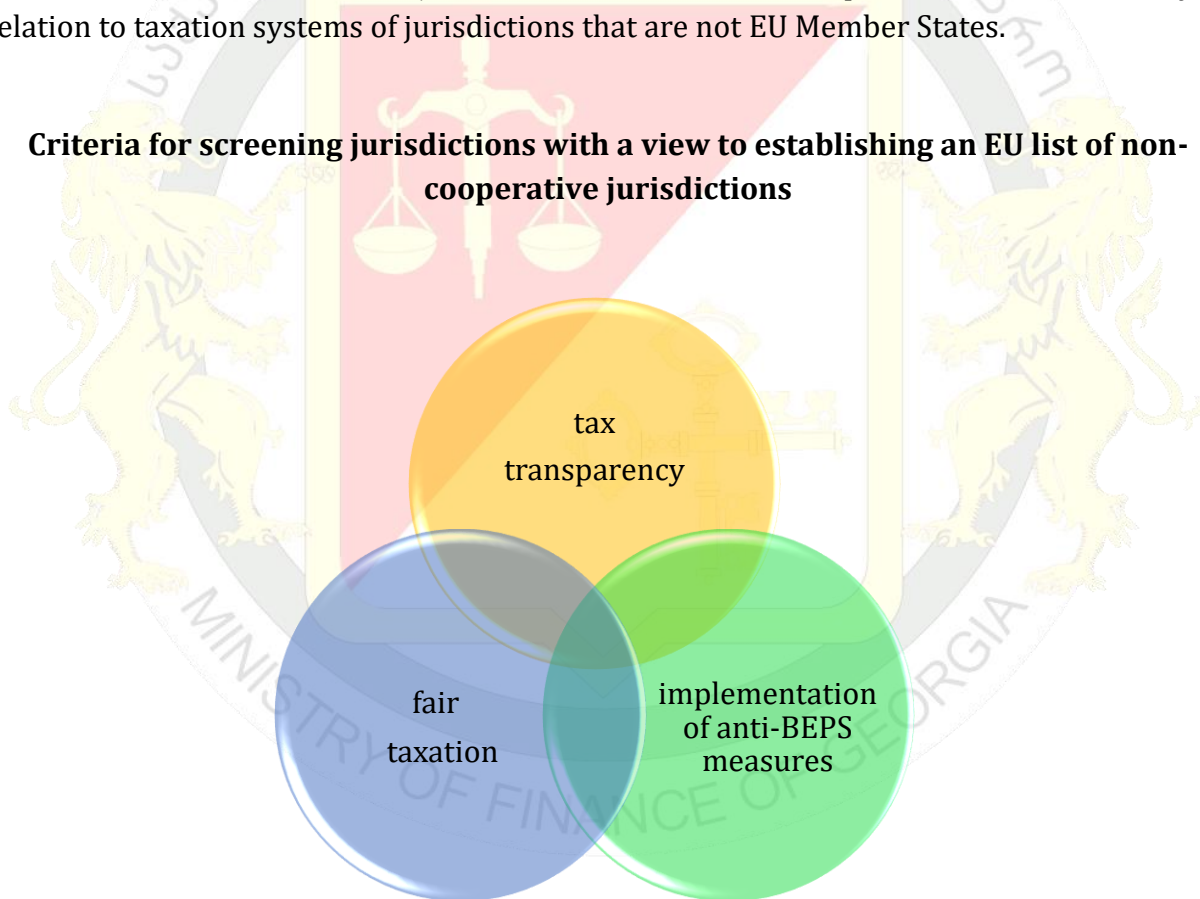 elation to taxation systems of jurisdictions that are not EU Member States.
Criteria for screening jurisdictions with a view to establishing an EU list of non-
cooperative jurisdictions
tax
transparency
fair
taxation
implementation
of anti-BEPS
measures
MINISTRY OF FINANCE OF GEORGIA